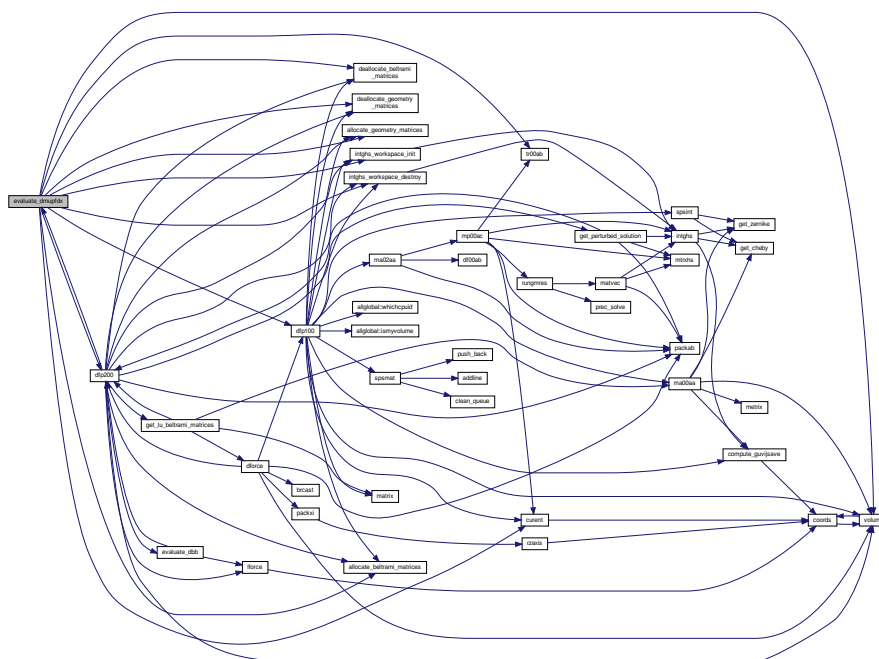 deallocate_beltrami
_matrices
deallocate_geometry
_matrices
allocate_geometry_matrices
intghs_workspace_init
tr00ab
intghs_workspace_destroy
evaluate_dmupfdx
spsint
get_zernike
mp00ac
get_perturbed_solution
intghs
get_cheby
ma02aa
df00ab
mtrxhs
rungmres
matvec
allglobal::whichcpuid
prec_solve
dfp100
allglobal::ismyvolume
push_back
packab
dfp200
spsmat
addline
ma00aa
clean_queue
metrix
get_lu_beltrami_matrices
compute_guvijsave
dforce
brcast
matrix
packxi
curent
coords
volume
rzaxis
evaluate_dbb
lforce
allocate_beltrami_matrices